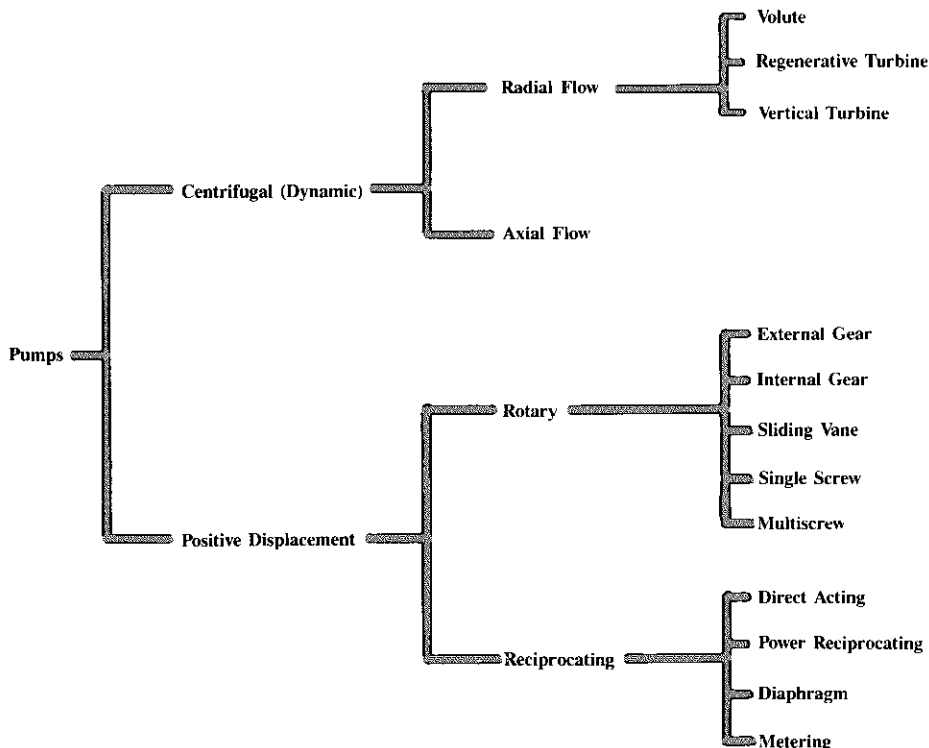 Pumps
Centrifugal (Dynamic)
Radial Flow
Volute
Regenerative Turbine
Vertical Turbine
Axial Flow
Positive Displacement
Rotary
External Gear
Internal Gear
Sliding Vane
Single Screw
Multiscrew
Reciprocating
Direct Acting
Power Reciprocating
Diaphragm
Metering